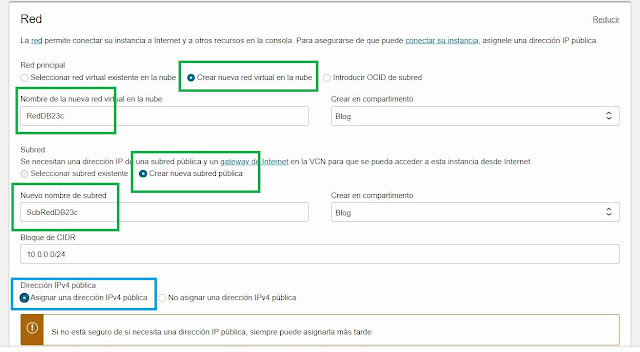 Red
Reducir
La red permite conectar su instancia a Internet y a otros recursos en la consola. Para asegurarse de que puede conectar su instancia, asígnele una dirección IP pública.
Red principal
Seleccionar red virtual existente en la nube
Crear nueva red virtual en la nube
Introducir OCID de subred
Nombre de la nueva red virtual en la nube
Crear en compartimento
RedDB23c
Blog
Subred
Se necesitan una dirección IP de una subred pública y un gateway de Internet en la VCN para que se pueda acceder a esta instancia desde Internet.
Seleccionar subred existente
Crear nueva subred pública
Nuevo nombre de subred
Crear en compartimento
SubRedDB23c
Blog
Bloque de CIDR
10.0.0.0/24
Dirección IPv4 pública
Asignar una dirección IPv4 pública
No asignar una dirección IPv4 pública
Si no está seguro de si necesita una dirección IP pública, siempre puede asignarla más tarde.